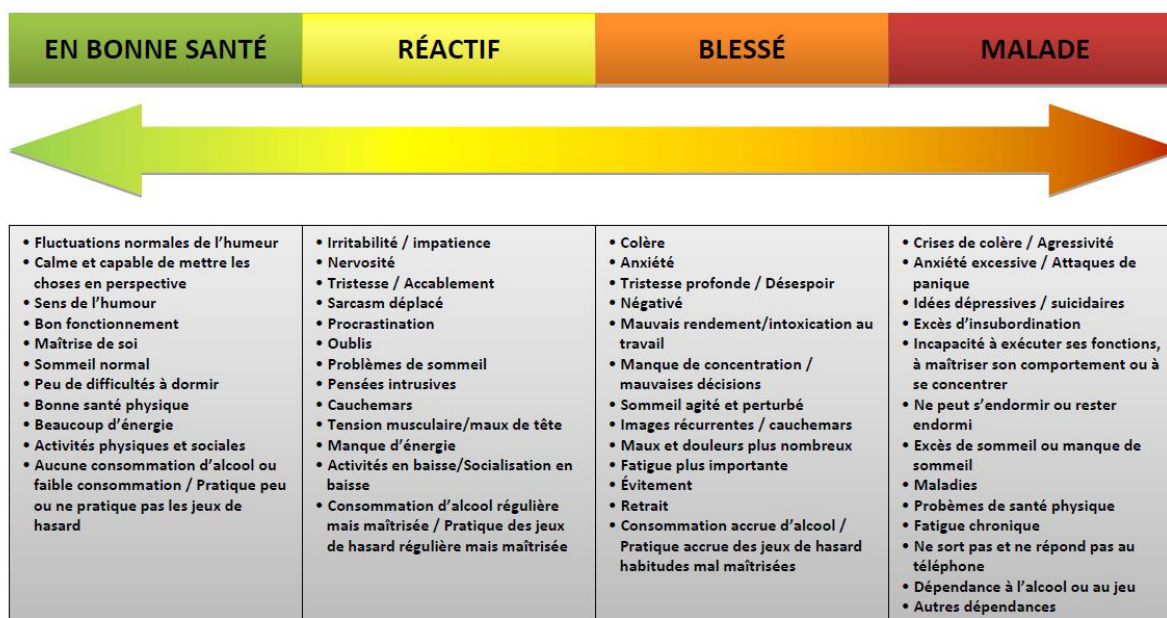 EN BONNE SANTÉ
RÉACTIF
BLESSÉ
MALADE
• Fluctuations normales de l’humeur
• Calme et capable de mettre les
choses en perspective
• Sens de l’humour
• Bon fonctionnement
• Maîtrise de soi
• Sommeil normal
• Peu de difficultés à dormir
• Bonne santé physique
• Beaucoup d’énergie
• Activités physiques et sociales
• Aucune consommation d’alcool ou
faible consommation / Pratique peu
ou ne pratique pas les jeux de
hasard
• Irritabilité / impatience
• Nervosité
• Tristesse / Accablement
• Sarcasm déplacé
• Procrastination
• Oublis
• Problèmes de sommeil
• Pensées intrusives
• Cauchemars
• Tension musculaire/maux de tête
• Manque d’énergie
• Activités en baisse/Socialisation en
baisse
• Consommation d’alcool régulière
mais maîtrisée / Pratique des jeux
de hasard régulière mais maîtrisée
• Colère
• Anxiété
• Tristesse profonde / Désespoir
• Négativé
• Mauvais rendement/intoxication au
travail
• Manque de concentration /
mauvaises décisions
• Sommeil agité et perturbé
• Images récurrentes / cauchemars
• Maux et douleurs plus nombreux
• Fatigue plus importante
• Évitement
• Retrait
• Consommation accrue d’alcool /
Pratique accrue des jeux de hasard
habitudes mal maîtrisées
• Crises de colère / Agressivité
• Anxiété excessive / Attaques de
panique
• Idées dépressives / suicidaires
• Excès d’insubordination
• Incapacité à exécuter ses fonctions,
à maîtriser son comportement ou à
se concentrer
• Ne peut s’endormir ou rester
endormi
• Excès de sommeil ou manque de
sommeil
• Maladies
• Probèmes de santé physique
• Fatigue chronique
• Ne sort pas et ne répond pas au
téléphone
• Dépendance à l’alcool ou au jeu
• Autres dépendances